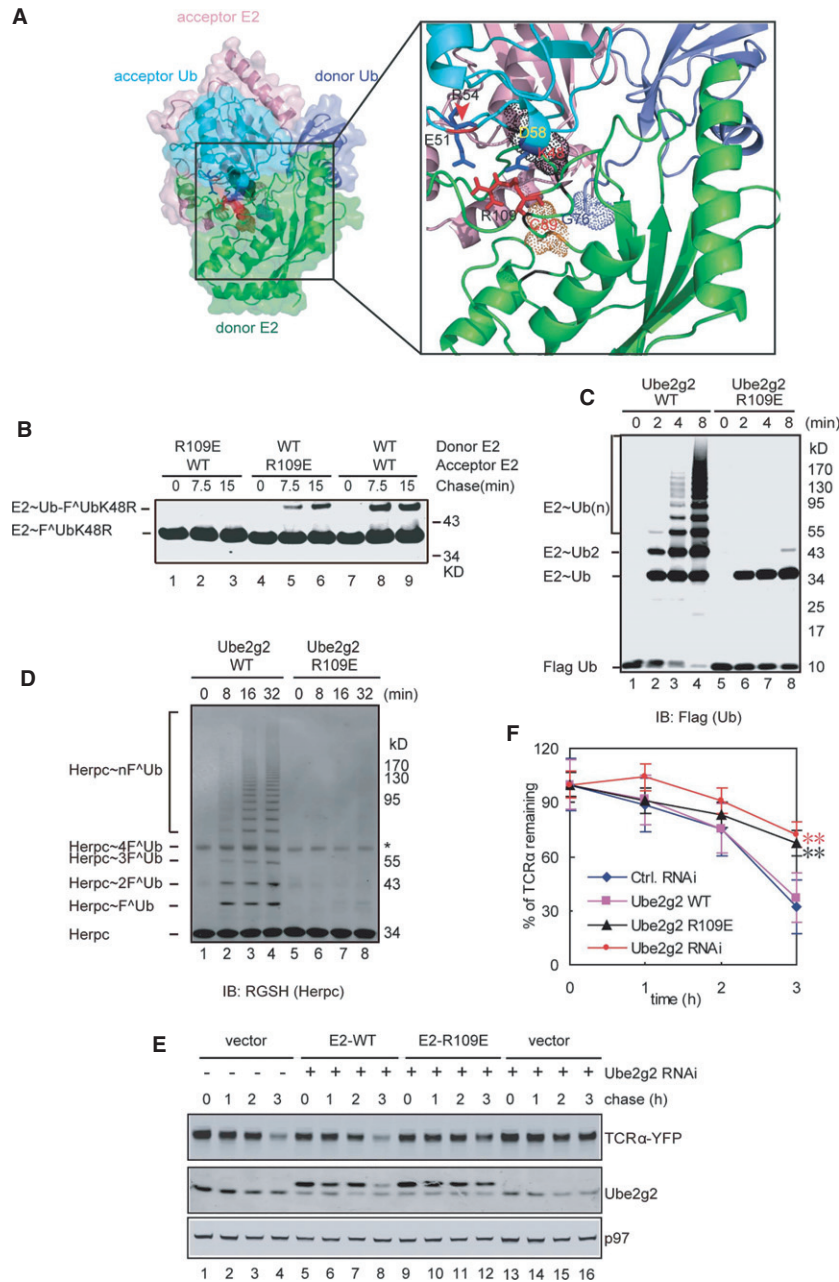 A
acceptor E2
acceptor Ub
donor Ub
donor E2
R54
E51
D58
R109
C89
G76
B
R109E WT WT Donor E2
WT R109E WT Acceptor E2
0 7.5 15 0 7.5 15 0 7.5 15 Chase(min)
E2~Ub-F^UbK48R
E2~F^UbK48R
43
34
KD
1 2 3 4 5 6 7 8 9
C
Ube2g2 WT
Ube2g2 R109E
0 2 4 8 0 2 4 8 (min)
kD
170
130
95
55
43
34
25
17
10
E2~Ub(n)
E2~Ub2
E2~Ub
Flag Ub
1 2 3 4 5 6 7 8
IB: Flag (Ub)
D
Ube2g2 WT
Ube2g2 R109E
0 8 16 32 0 8 16 32 (min)
kD
170
130
95
*
55
43
34
Herpc~nF^Ub
Herpc~4F^Ub
Herpc~3F^Ub
Herpc~2F^Ub
Herpc~F^Ub
Herpc
1 2 3 4 5 6 7 8
IB: RGSH (Herpc)
F
% of TCRα remaining
120
90
60
30
0
**
**
Ctrl. RNAi
Ube2g2 WT
Ube2g2 R109E
Ube2g2 RNAi
0 1 2 3
time (h)
E
vector E2-WT E2-R109E vector
- - - - + + + + + + + + + + + + Ube2g2 RNAi
0 1 2 3 0 1 2 3 0 1 2 3 0 1 2 3 chase (h)
TCRα-YFP
Ube2g2
p97
1 2 3 4 5 6 7 8 9 10 11 12 13 14 15 16